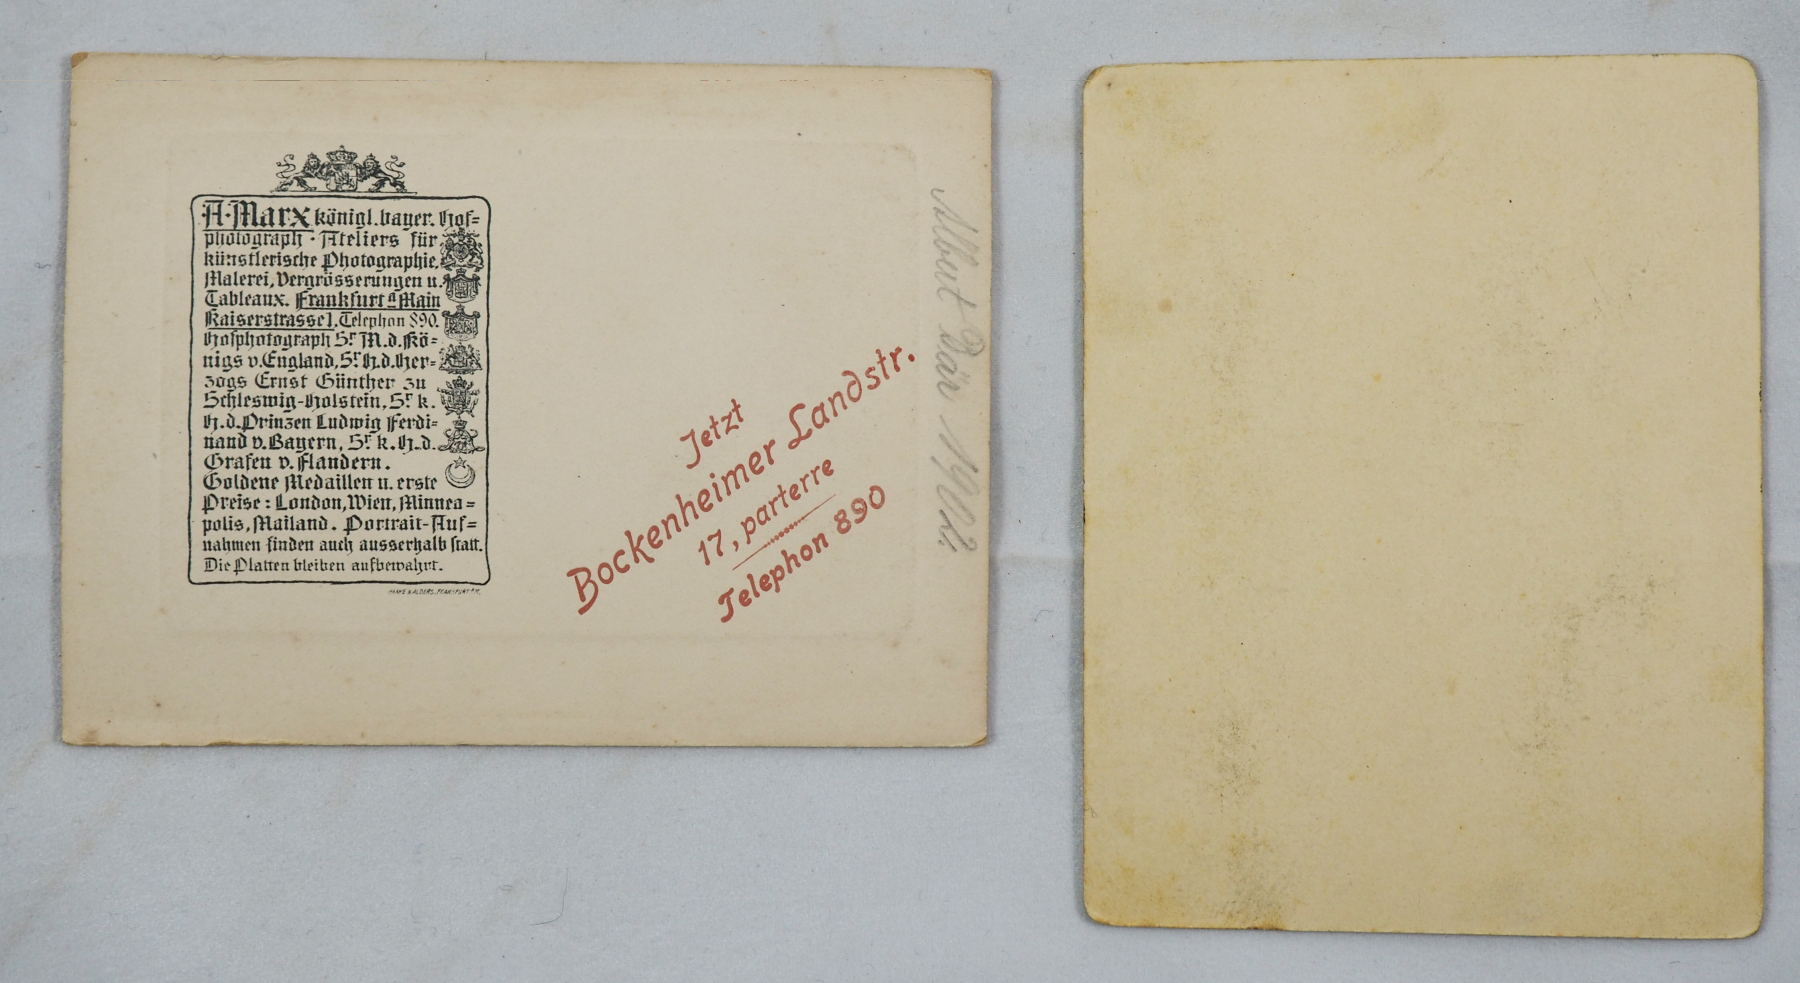 A. Marx königl. bayer. Hof=
photograph · Ateliers für
künstlerische Photographie,
Malerei, Vergrösserungen u.
Tableaux. Frankfurt a Main
Kaiserstrasse 1. Telephon 890.
Hofphotograph Sr. M. d. Kö=
nigs v. England, Sr. H. d. Her=
zogs Ernst Günther zu
Schleswig-Holstein, Sr. k.
H. d. Prinzen Ludwig Ferdi=
nand v. Bayern, Sr. k. H. d.
Grafen v. Flandern.
Goldene Medaillen u. erste
Preise: London, Wien, Minnea=
polis, Mailand. Portrait-Auf=
nahmen finden auch ausserhalb statt.
Die Platten bleiben aufbewahrt.
Jetzt
Bockenheimer Landstr.
17, parterre
Telephon 890
Albert Bär 1902.